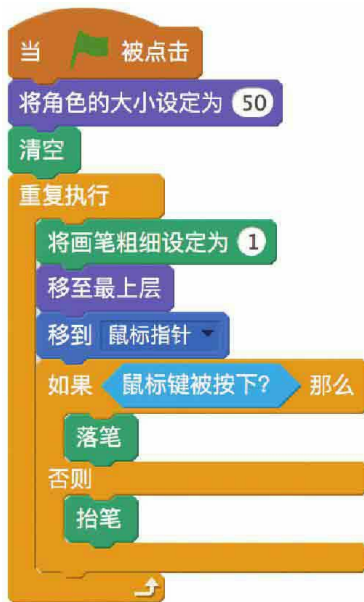 当 被点击
将角色的大小设定为 50
清空
重复执行
将画笔粗细设定为 1
移至最上层
移到 鼠标指针
如果 鼠标键被按下? 那么
落笔
否则
抬笔